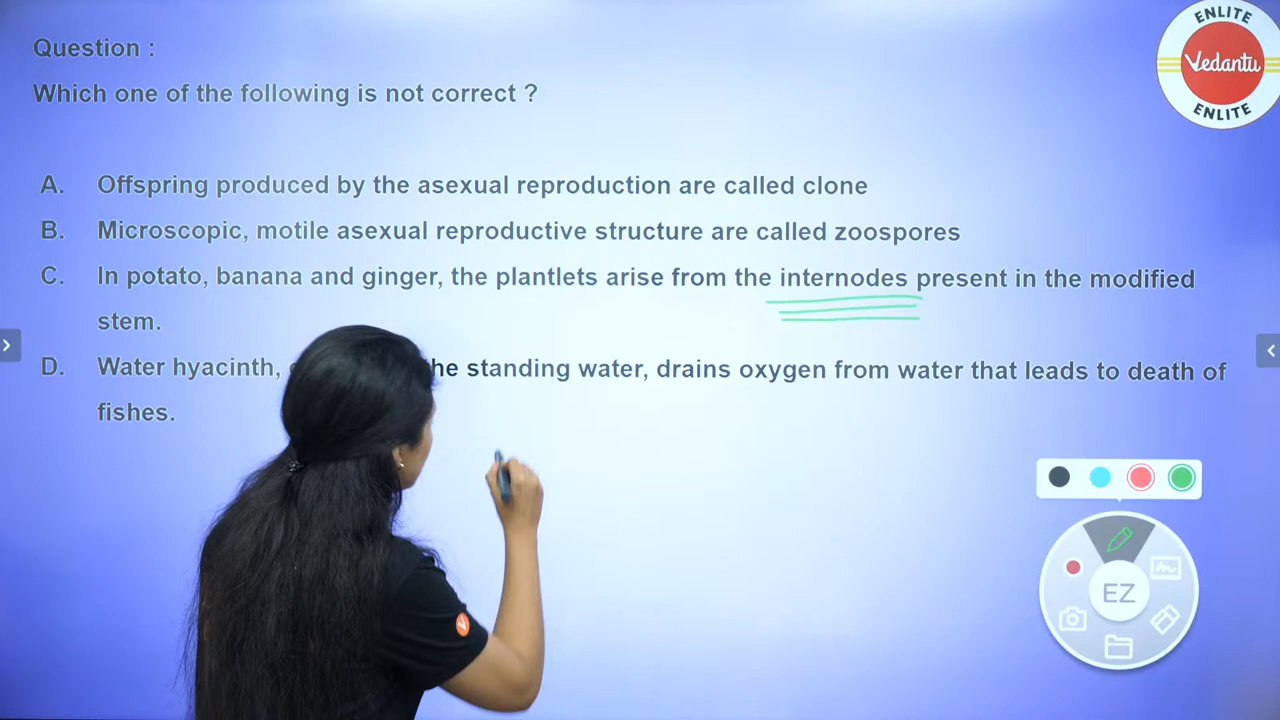 ENLITE
Vedantu
ENLITE
Question :
Which one of the following is not correct ?
A. Offspring produced by the asexual reproduction are called clone
B. Microscopic, motile asexual reproductive structure are called zoospores
C. In potato, banana and ginger, the plantlets arise from the internodes present in the modified
stem.
D. Water hyacinth, he standing water, drains oxygen from water that leads to death of
fishes.
EZ